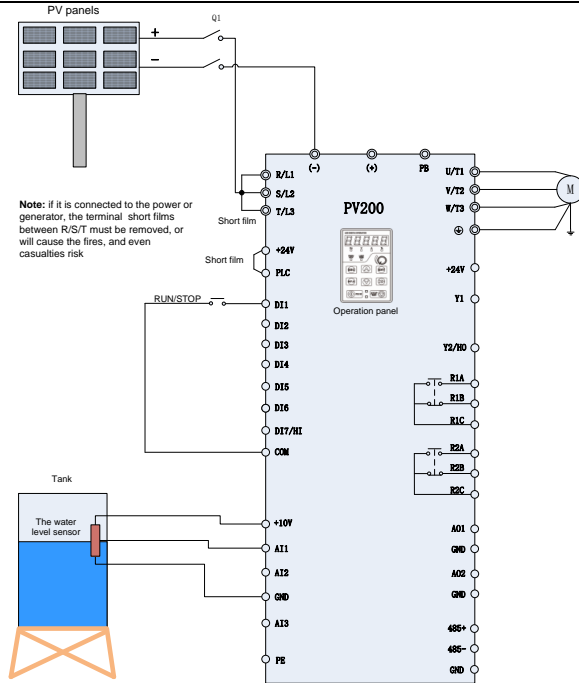 PV panels
Q1
+
−
(-)
(+)
PB
R/L1
S/L2
T/L3
Short film
Note: if it is connected to the power or
generator, the terminal short films
between R/S/T must be removed, or
will cause the fires, and even
casualties risk
PV200
Operation panel
U/T1
V/T2
W/T3
M
+24V
PLC
Short film
RUN/STOP
DI1
DI2
DI3
DI4
DI5
DI6
DI7/HI
COM
+24V
Y1
Y2/HO
R1A
R1B
R1C
R2A
R2B
R2C
Tank
The water
level sensor
+10V
AI1
AI2
GND
AI3
PE
AO1
GND
AO2
GND
485+
485-
GND